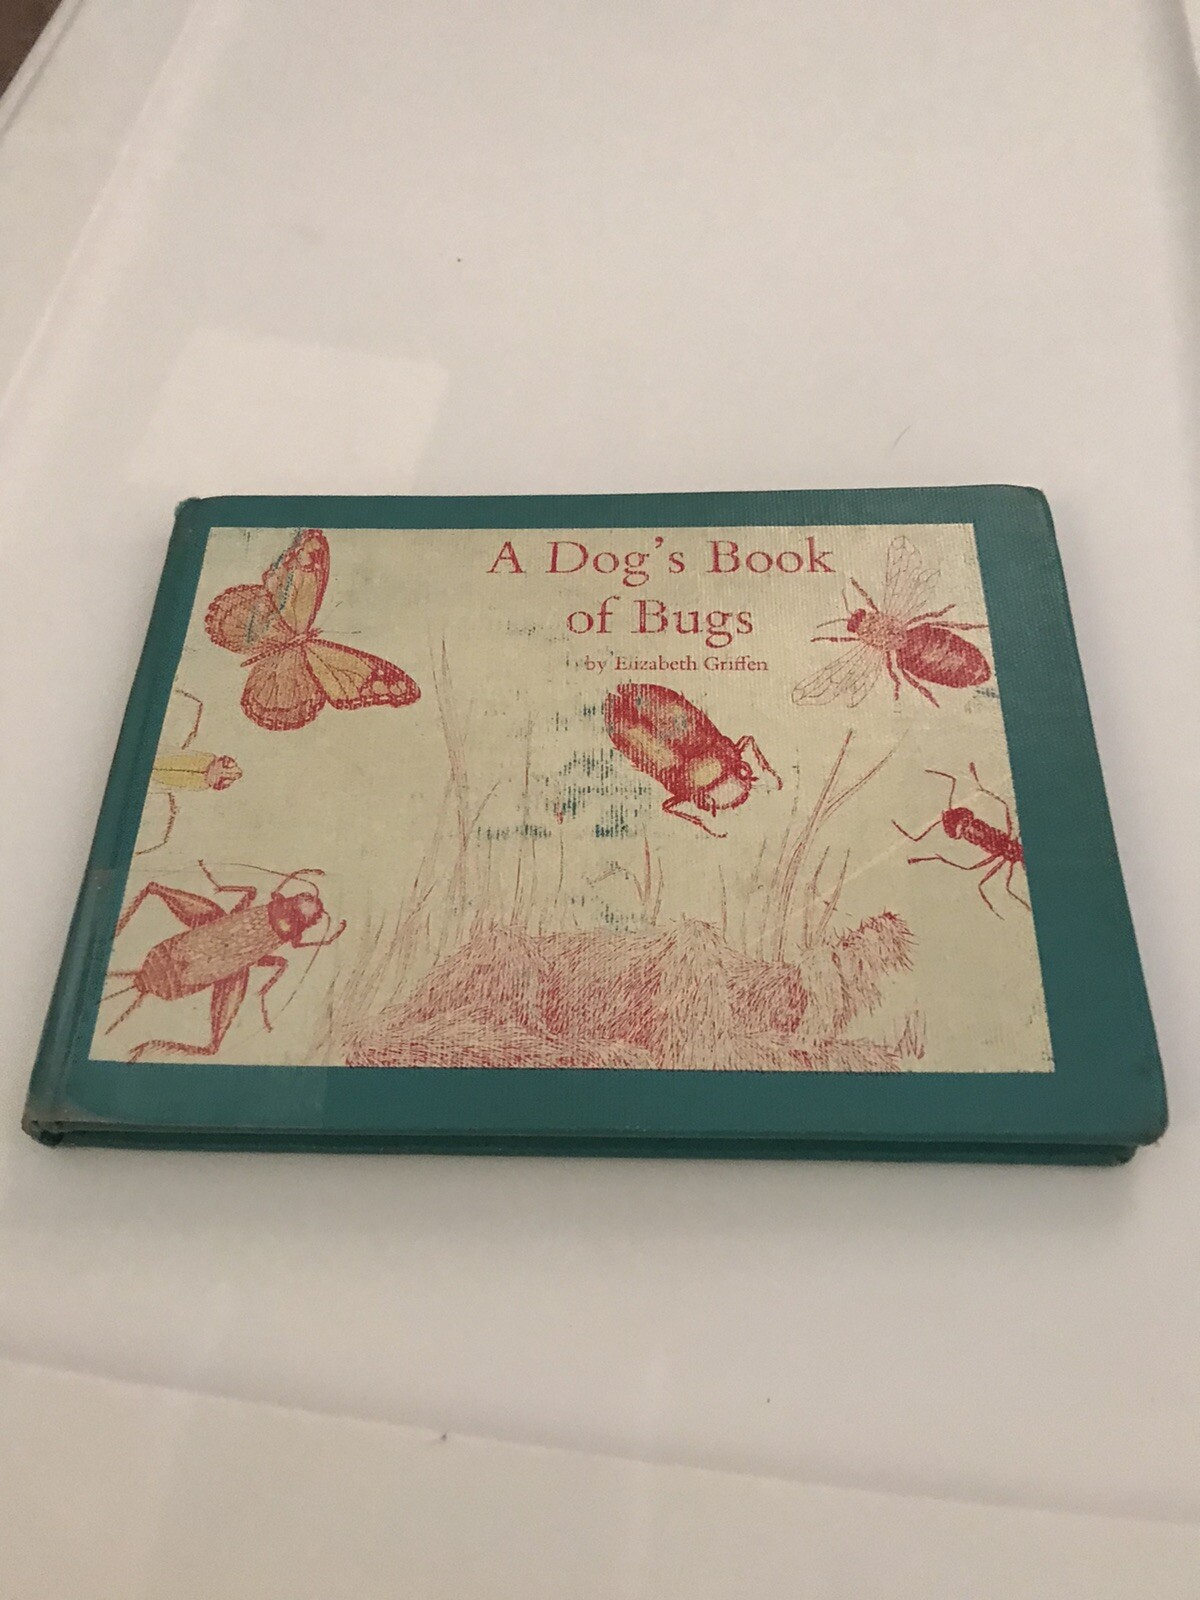 A Dog's Book
of Bugs
by Elizabeth Griffen